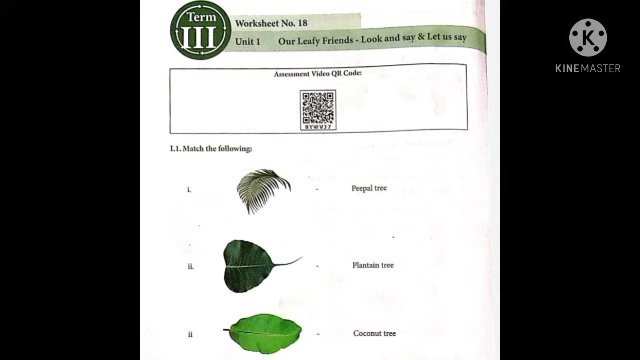 Term
III
Worksheet No. 18
Unit 1 Our Leafy Friends - Look and say & Let us say
KINEMASTER
Assessment Video QR Code:
I.1. Match the following:
i. - Peepal tree
ii. - Plantain tree
ii - Coconut tree